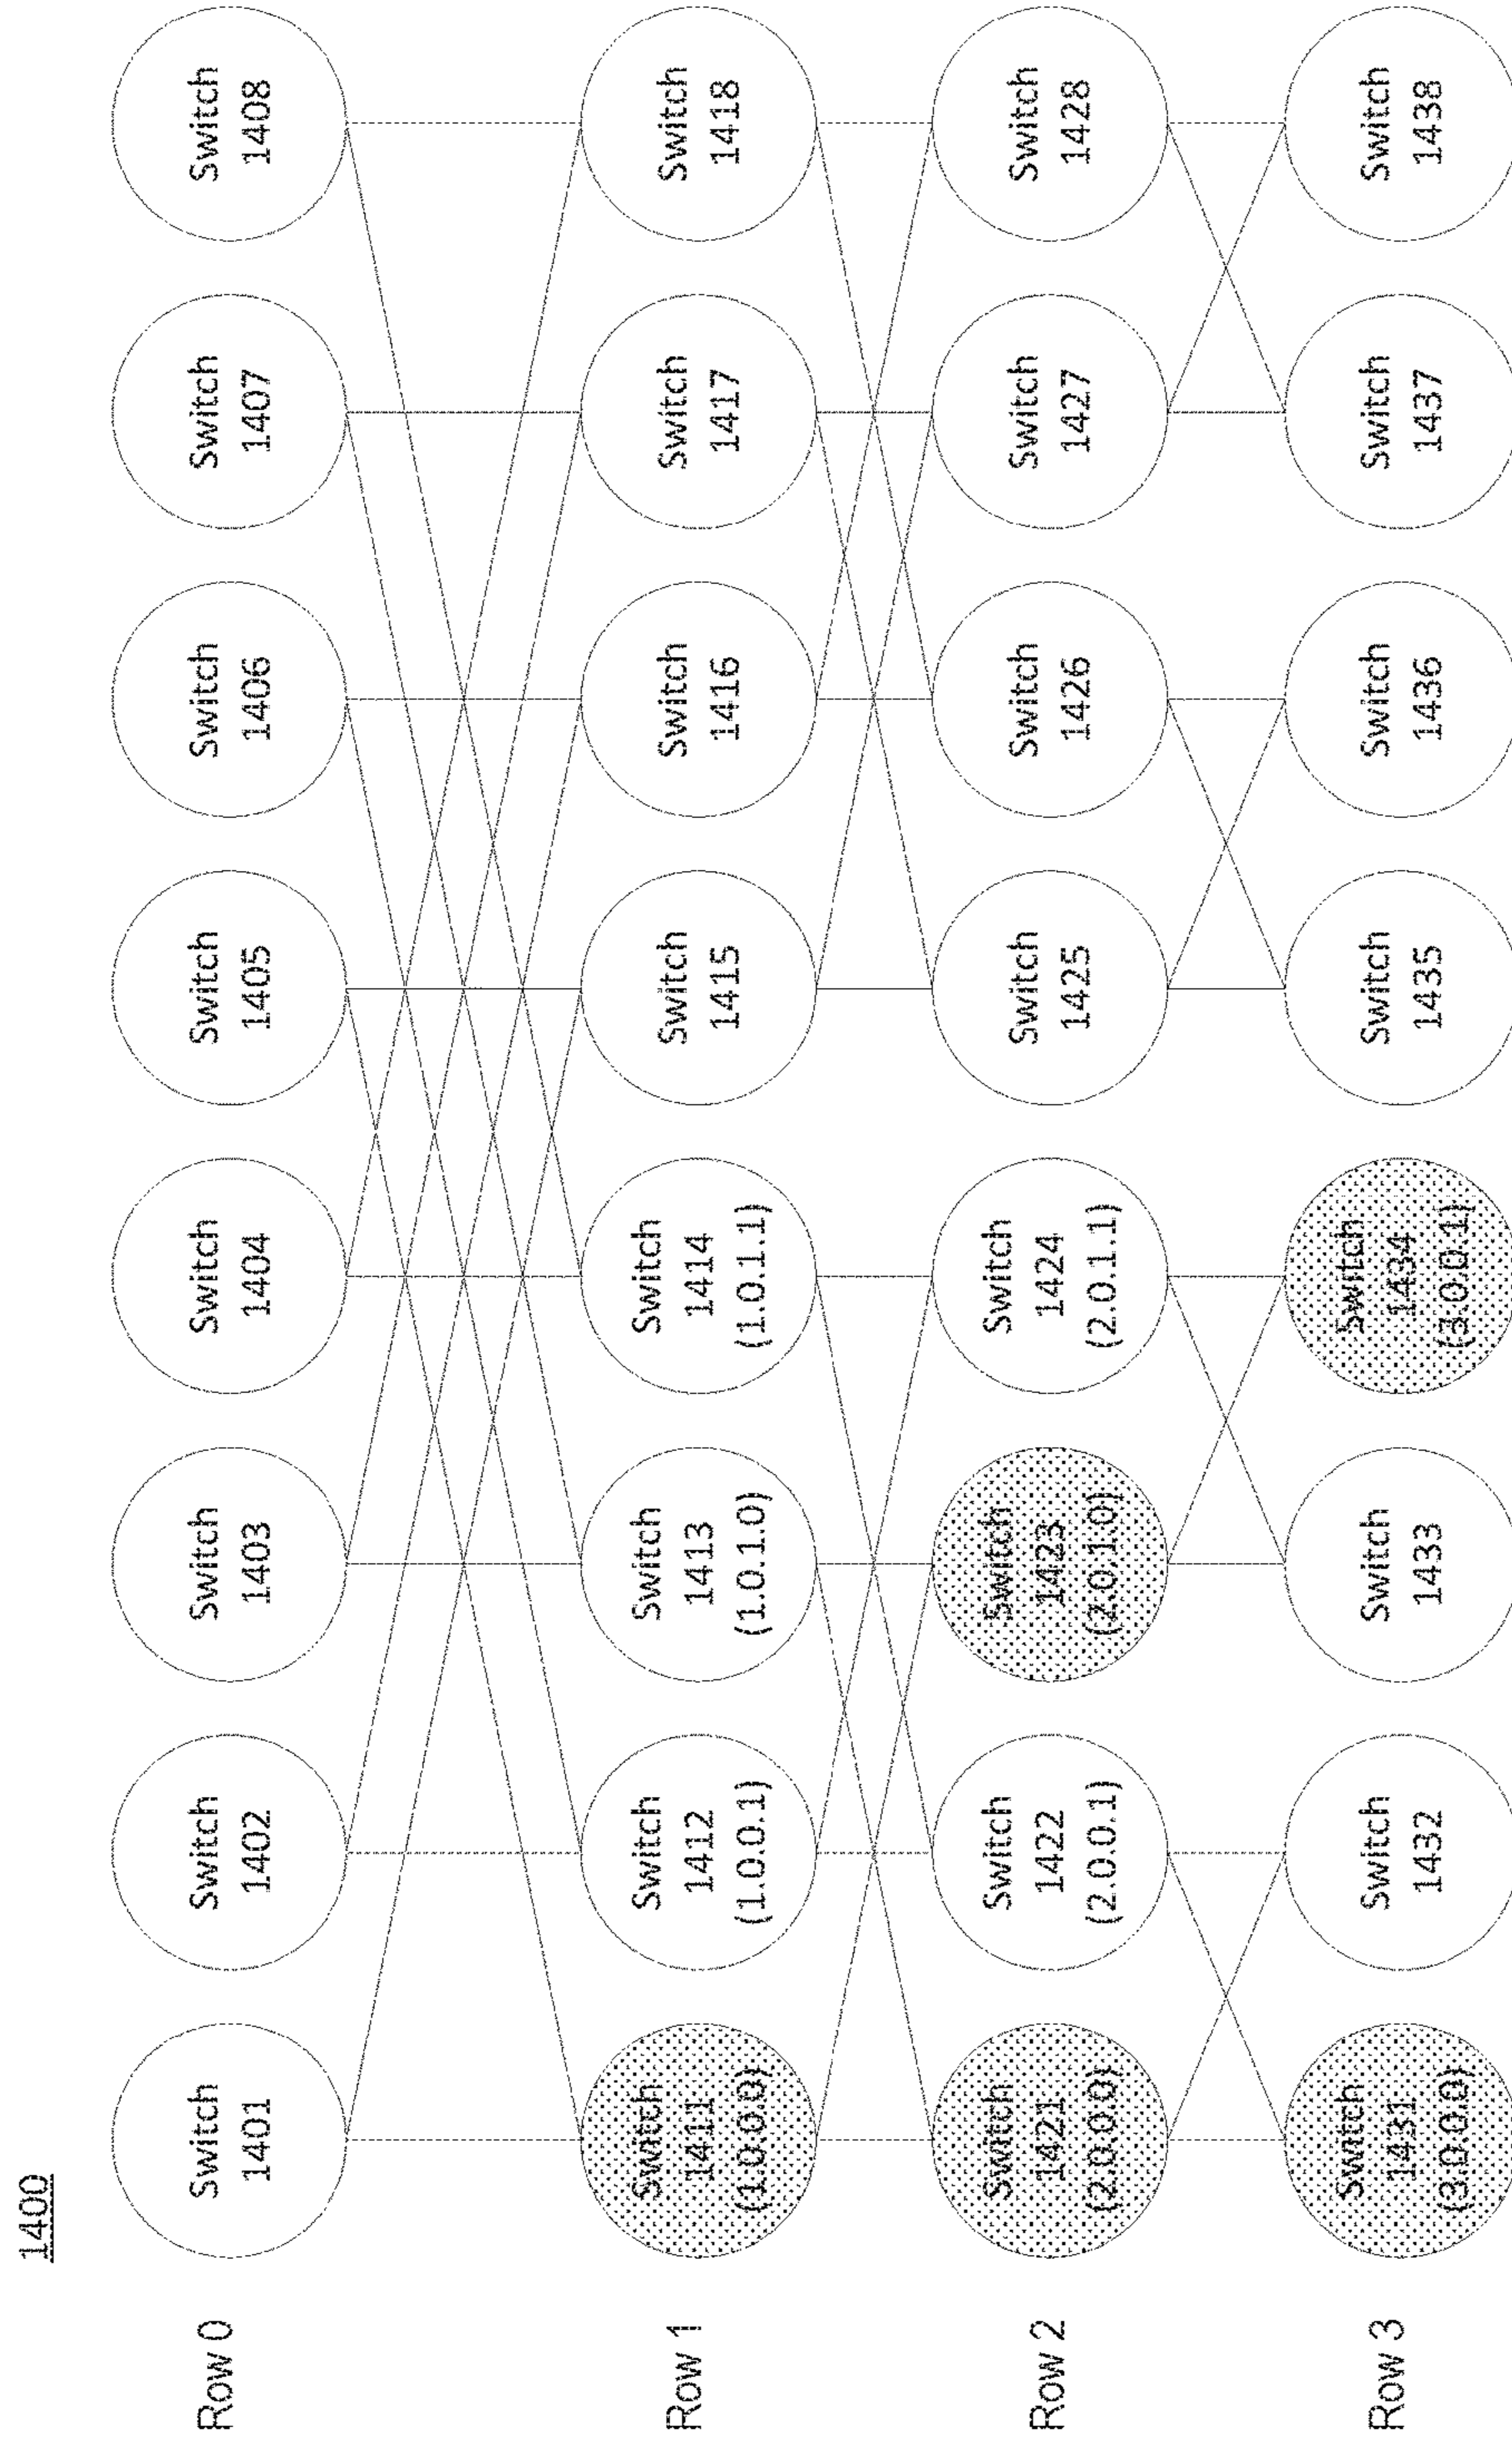 1400
Row 0
Switch
1401
Switch
1402
Switch
1403
Switch
1404
Switch
1405
Switch
1406
Switch
1407
Switch
1408
Row 1
Switch
1411
(1.0.0.0)
Switch
1412
(1.0.0.1)
Switch
1413
(1.0.1.0)
Switch
1414
(1.0.1.1)
Switch
1415
Switch
1416
Switch
1417
Switch
1418
Row 2
Switch
1421
(2.0.0.0)
Switch
1422
(2.0.0.1)
Switch
1423
(2.0.1.0)
Switch
1424
(2.0.1.1)
Switch
1425
Switch
1426
Switch
1427
Switch
1428
Row 3
Switch
1431
(3.0.0.0)
Switch
1432
Switch
1433
Switch
1434
(3.0.0.1)
Switch
1435
Switch
1436
Switch
1437
Switch
1438